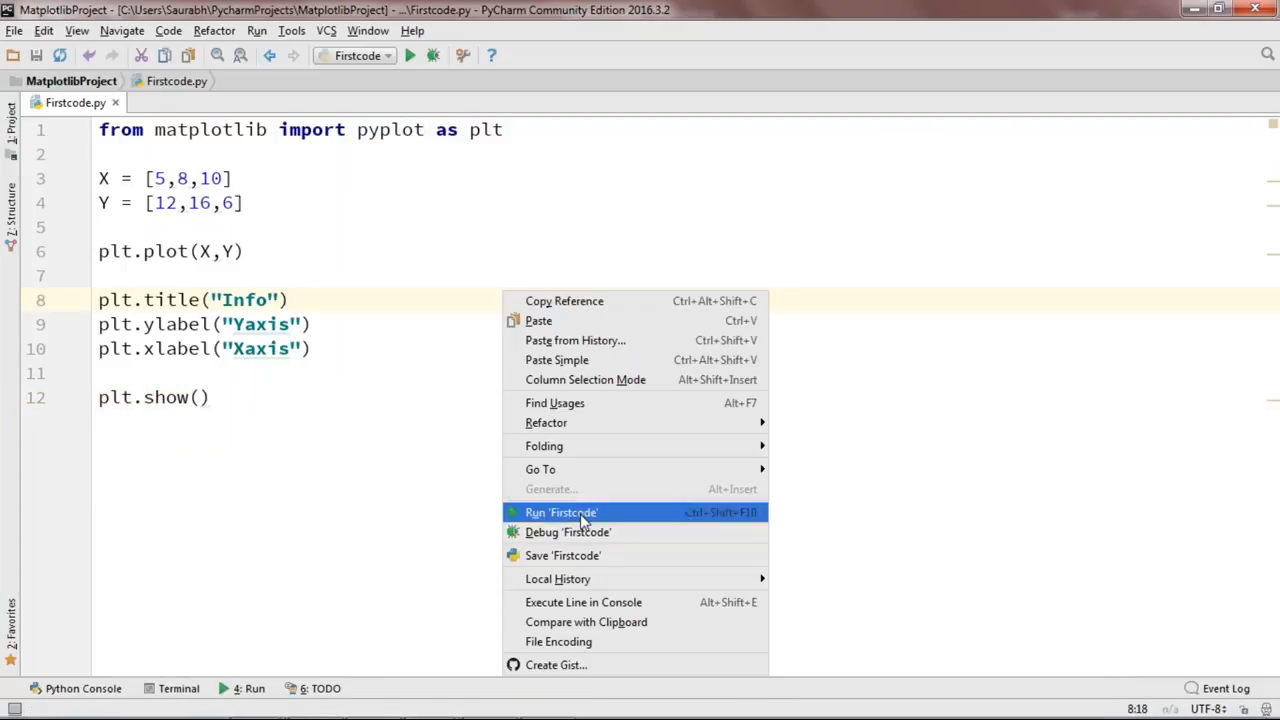 MatplotlibProject - [C:\Users\Saurabh\PycharmProjects\MatplotlibProject] - ...\Firstcode.py - PyCharm Community Edition 2016.3.2
File Edit View Navigate Code Refactor Run Tools VCS Window Help
Firstcode
MatplotlibProject Firstcode.py
Firstcode.py
1: Project
Z: Structure
2: Favorites
1 from matplotlib import pyplot as plt
2
3 X = [5,8,10]
4 Y = [12,16,6]
5
6 plt.plot(X,Y)
7
8 plt.title("Info")
9 plt.ylabel("Yaxis")
10 plt.xlabel("Xaxis")
11
12 plt.show()
Copy Reference Ctrl+Alt+Shift+C
Paste Ctrl+V
Paste from History... Ctrl+Shift+V
Paste Simple Ctrl+Alt+Shift+V
Column Selection Mode Alt+Shift+Insert
Find Usages Alt+F7
Refactor
Folding
Go To
Generate... Alt+Insert
Run 'Firstcode' Ctrl+Shift+F10
Debug 'Firstcode'
Save 'Firstcode'
Local History
Execute Line in Console Alt+Shift+E
Compare with Clipboard
File Encoding
Create Gist...
Python Console Terminal 4: Run 6: TODO Event Log
8:18 n/a UTF-8